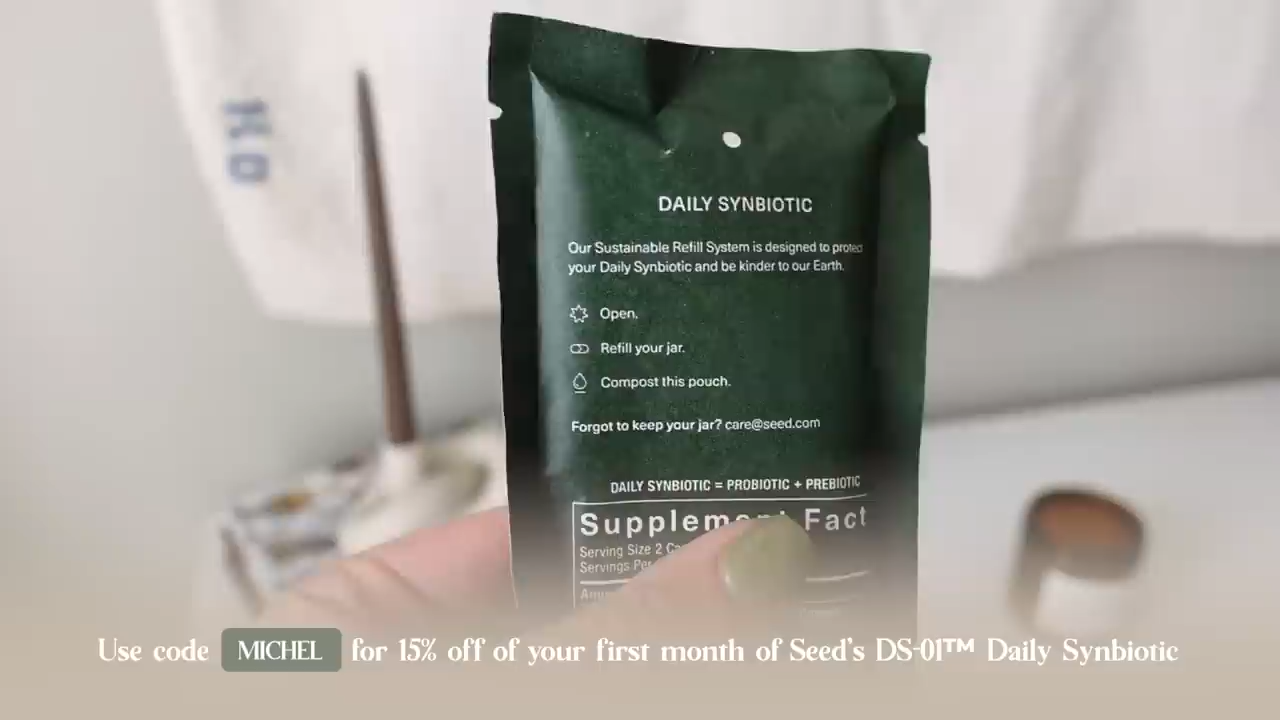 DAILY SYNBIOTIC
Our Sustainable Refill System is designed to protect
your Daily Synbiotic and be kinder to our Earth.
Open.
Refill your jar.
Compost this pouch.
Forgot to keep your jar? care@seed.com
DAILY SYNBIOTIC = PROBIOTIC + PREBIOTIC
Fact
Serving Size 2
Servings
Use code MICHEL for 15% off of your first month of Seed's DS-01™ Daily Synbiotic